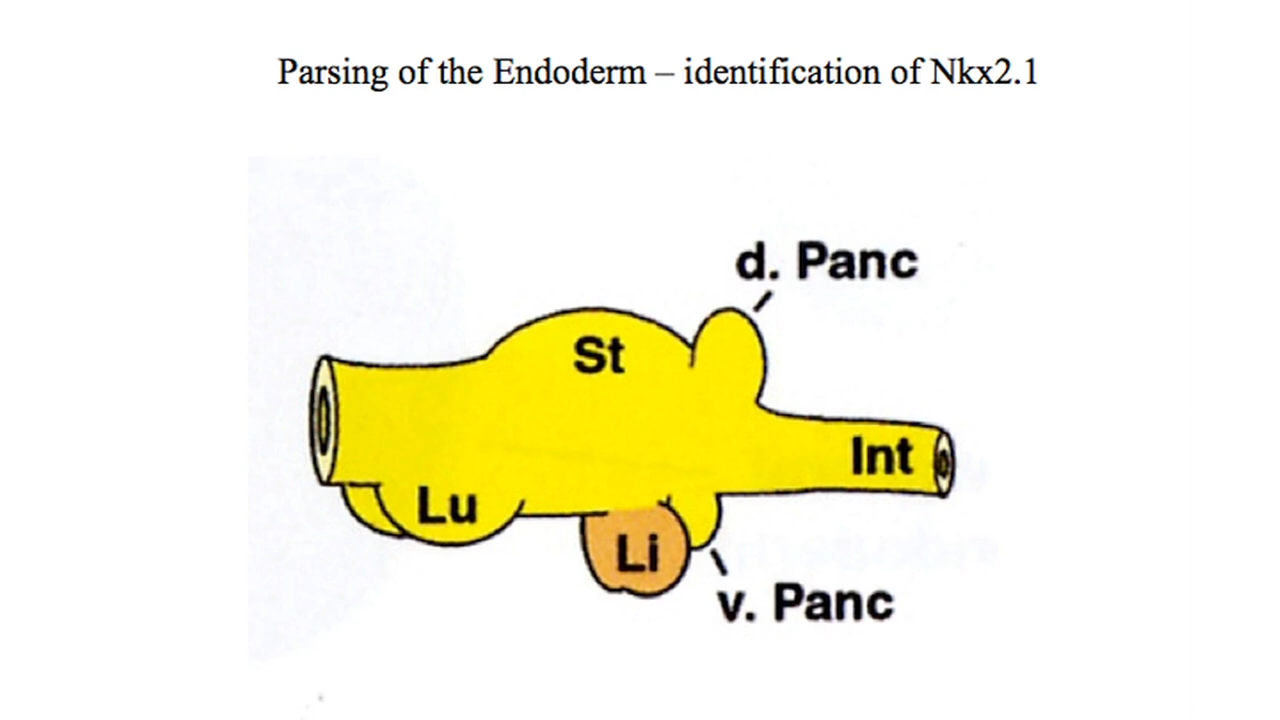 Parsing of the Endoderm – identification of Nkx2.1
d. Panc
St
Int
Lu
Li
v. Panc